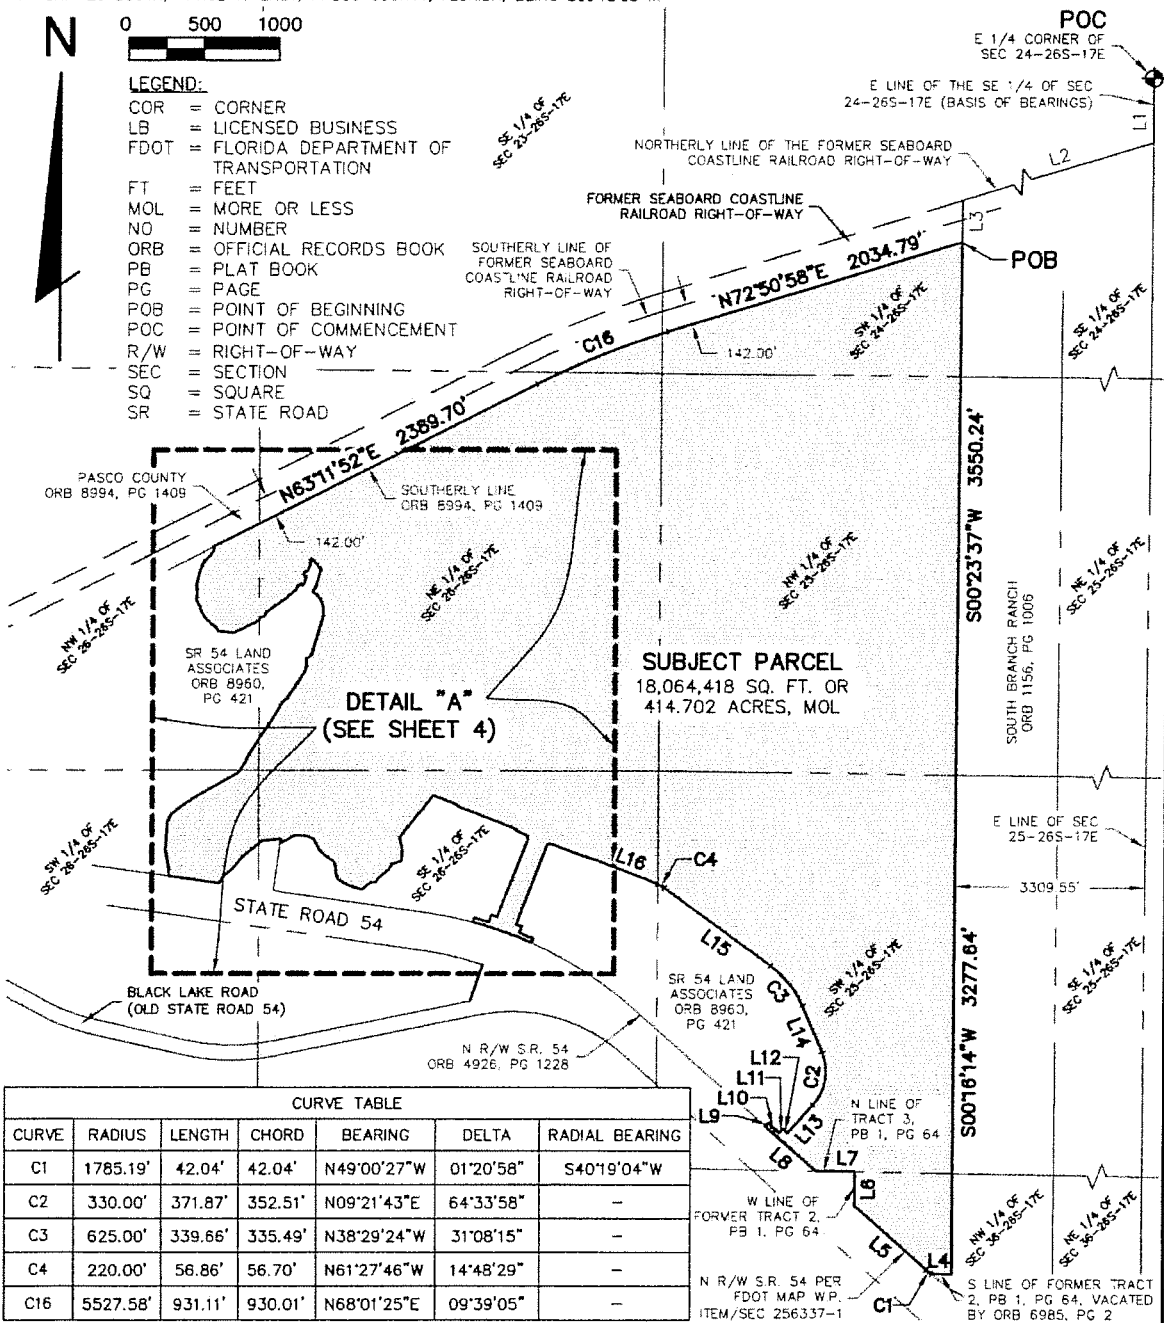 N
0 500 1000
LEGEND:
COR = CORNER
LB = LICENSED BUSINESS
FDOT = FLORIDA DEPARTMENT OF
TRANSPORTATION
FT = FEET
MOL = MORE OR LESS
NO = NUMBER
ORB = OFFICIAL RECORDS BOOK
PB = PLAT BOOK
PG = PAGE
POB = POINT OF BEGINNING
POC = POINT OF COMMENCEMENT
R/W = RIGHT-OF-WAY
SEC = SECTION
SQ = SQUARE
SR = STATE ROAD
POC
E 1/4 CORNER OF
SEC 24-26S-17E
E LINE OF THE SE 1/4 OF SEC
24-26S-17E (BASIS OF BEARINGS)
L1
SE 1/4 OF
SEC 23-26S-17E
NORTHERLY LINE OF THE FORMER SEABOARD
COASTLINE RAILROAD RIGHT-OF-WAY
L2
FORMER SEABOARD COASTLINE
RAILROAD RIGHT-OF-WAY
L3
SOUTHERLY LINE OF
FORMER SEABOARD
COASTLINE RAILROAD
RIGHT-OF-WAY
N72°50'58"E 2034.79'
POB
SW 1/4 OF
SEC 24-26S-17E
SE 1/4 OF
SEC 24-26S-17E
C16
142.00'
N63°11'52"E 2389.70'
S00°23'37"W 3550.24'
PASCO COUNTY
ORB 8994, PG 1409
SOUTHERLY LINE
ORB 8994, PG 1409
142.00'
NE 1/4 OF
SEC 26-26S-17E
NW 1/4 OF
SEC 25-26S-17E
NE 1/4 OF
SEC 25-26S-17E
NW 1/4 OF
SEC 26-26S-17E
SR 54 LAND
ASSOCIATES
ORB 8960,
PG 421
SOUTH BRANCH RANCH
ORB 1156, PG 1006
SUBJECT PARCEL
18,064,418 SQ. FT. OR
414.702 ACRES, MOL
DETAIL "A"
(SEE SHEET 4)
E LINE OF SEC
25-26S-17E
SW 1/4 OF
SEC 26-26S-17E
SE 1/4 OF
SEC 26-26S-17E
L16
C4
3309.55'
STATE ROAD 54
L15
S00°16'14"W 3277.64'
SW 1/4 OF
SEC 25-26S-17E
SE 1/4 OF
SEC 25-26S-17E
SR 54 LAND
ASSOCIATES
ORB 8960,
PG 421
C3
BLACK LAKE ROAD
(OLD STATE ROAD 54)
L14
N R/W S.R. 54
ORB 4926, PG 1228
L12
L11
L10
L9
C2
L13
N LINE OF
TRACT 3,
PB 1, PG 64
L8
L7
L6
W LINE OF
FORMER TRACT 2,
PB 1, PG 64
NW 1/4 OF
SEC 36-26S-17E
NE 1/4 OF
SEC 36-26S-17E
L5
L4
N R/W S.R. 54 PER
FDOT MAP W.P.
ITEM/SEC 256337-1
C1
S LINE OF FORMER TRACT
2, PB 1, PG 64, VACATED
BY ORB 6985, PG 2
CURVE TABLE
CURVE RADIUS LENGTH CHORD BEARING DELTA RADIAL BEARING
C1 1785.19' 42.04' 42.04' N49°00'27"W 01°20'58" S40°19'04"W
C2 330.00' 371.87' 352.51' N09°21'43"E 64°33'58" –
C3 625.00' 339.66' 335.49' N38°29'24"W 31°08'15" –
C4 220.00' 56.86' 56.70' N61°27'46"W 14°48'29" –
C16 5527.58' 931.11' 930.01' N68°01'25"E 09°39'05" –